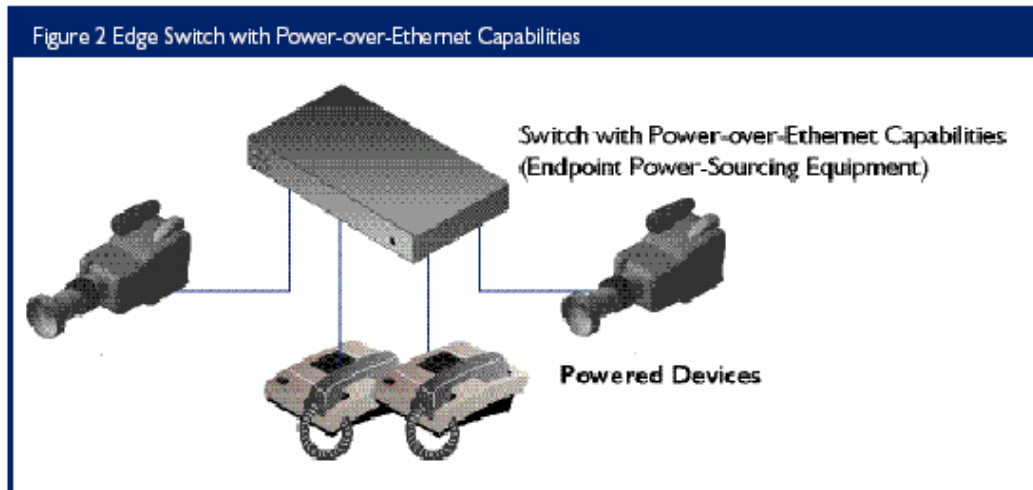 Figure 2 Edge Switch with Power-over-Ethernet Capabilities
Switch with Power-over-Ethernet Capabilities
(Endpoint Power-Sourcing Equipment)
Powered Devices